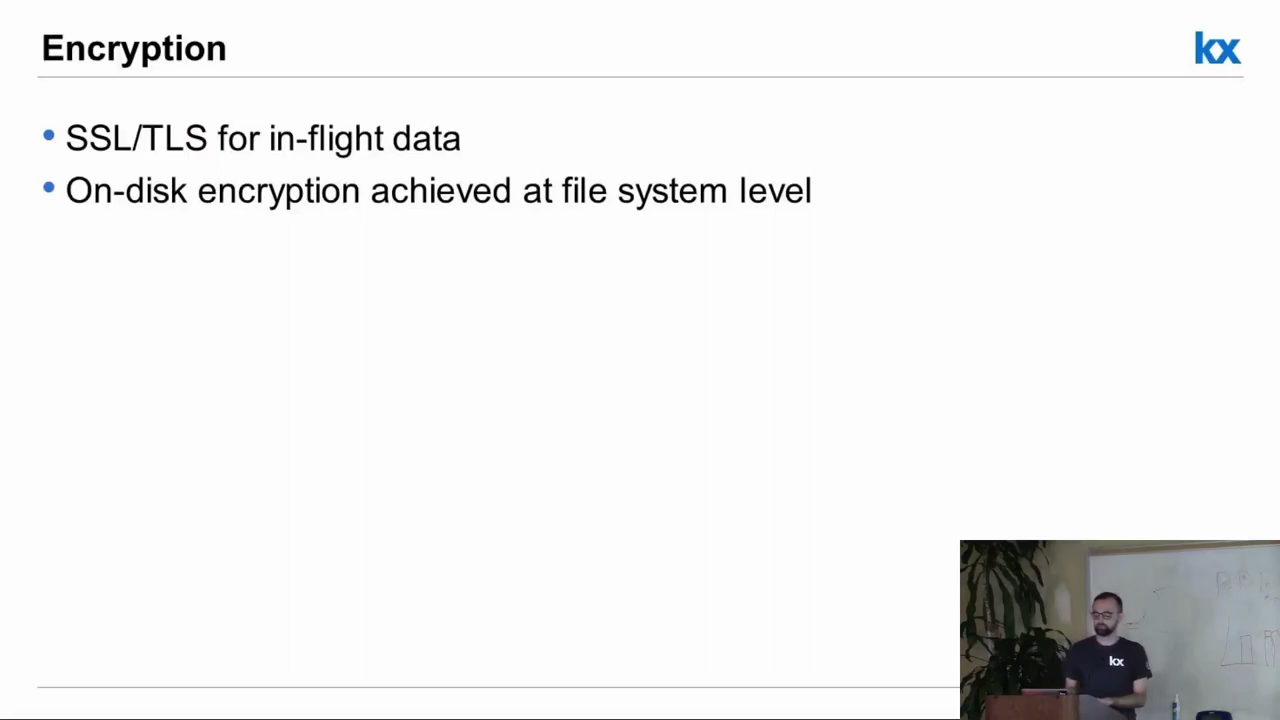 Encryption
kx
• SSL/TLS for in-flight data
• On-disk encryption achieved at file system level
kx